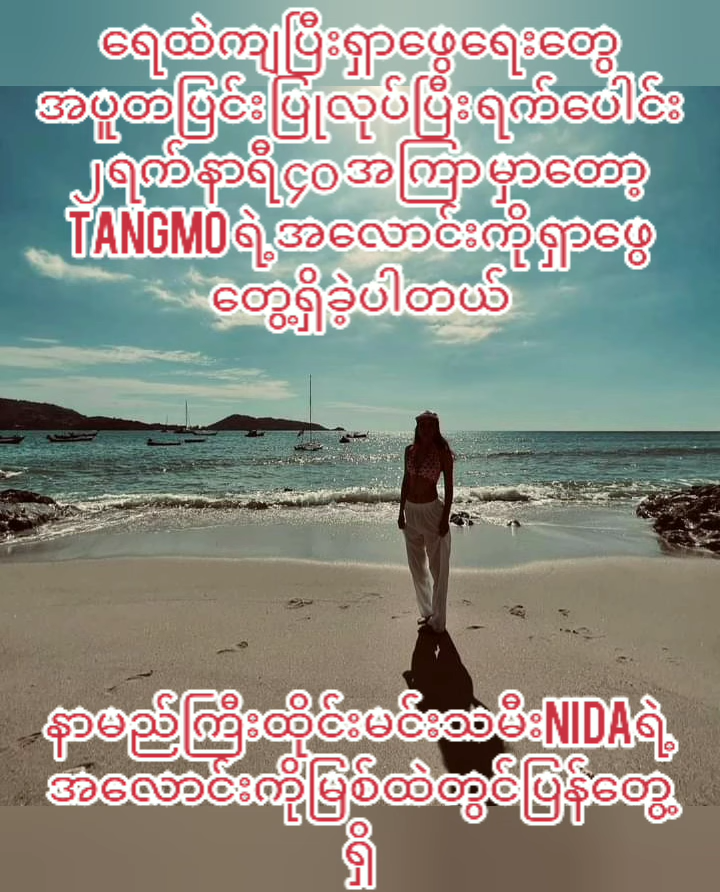 ရေထဲကျပြီးရှာဖွေရေးတွေ
အပူတပြင်းပြုလုပ်ပြီးရက်ပေါင်း
၂ရက်နာရီ၄၀အကြာမှာတော့
TANGMOရဲ့အလောင်းကိုရှာဖွေ
တွေ့ရှိခဲ့ပါတယ်
နာမည်ကြီးထိုင်းမင်းသမီးNIDAရဲ့
အလောင်းကိုမြစ်ထဲတွင်ပြန်တွေ့
ရှိ